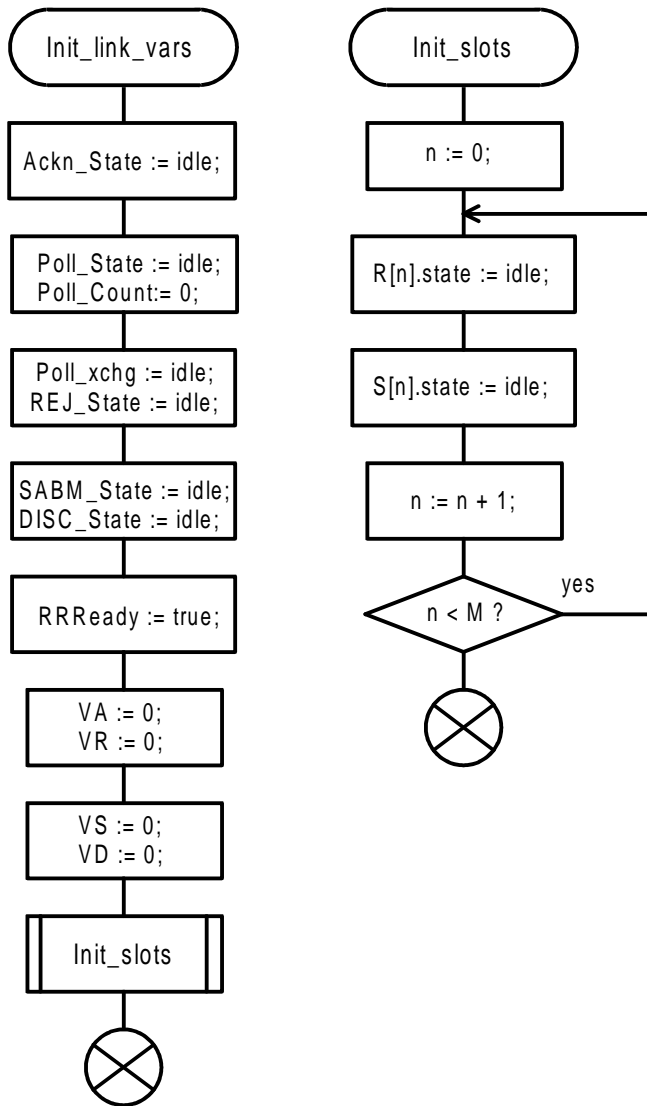 Init_link_vars
Ackn_State := idle;
Poll_State := idle;
Poll_Count:= 0;
Poll_xchg := idle;
REJ_State := idle;
SABM_State := idle;
DISC_State := idle;
RRReady := true;
VA := 0;
VR := 0;
VS := 0;
VD := 0;
Init_slots
Init_slots
n := 0;
R[n].state := idle;
S[n].state := idle;
n := n + 1;
n < M ?
yes